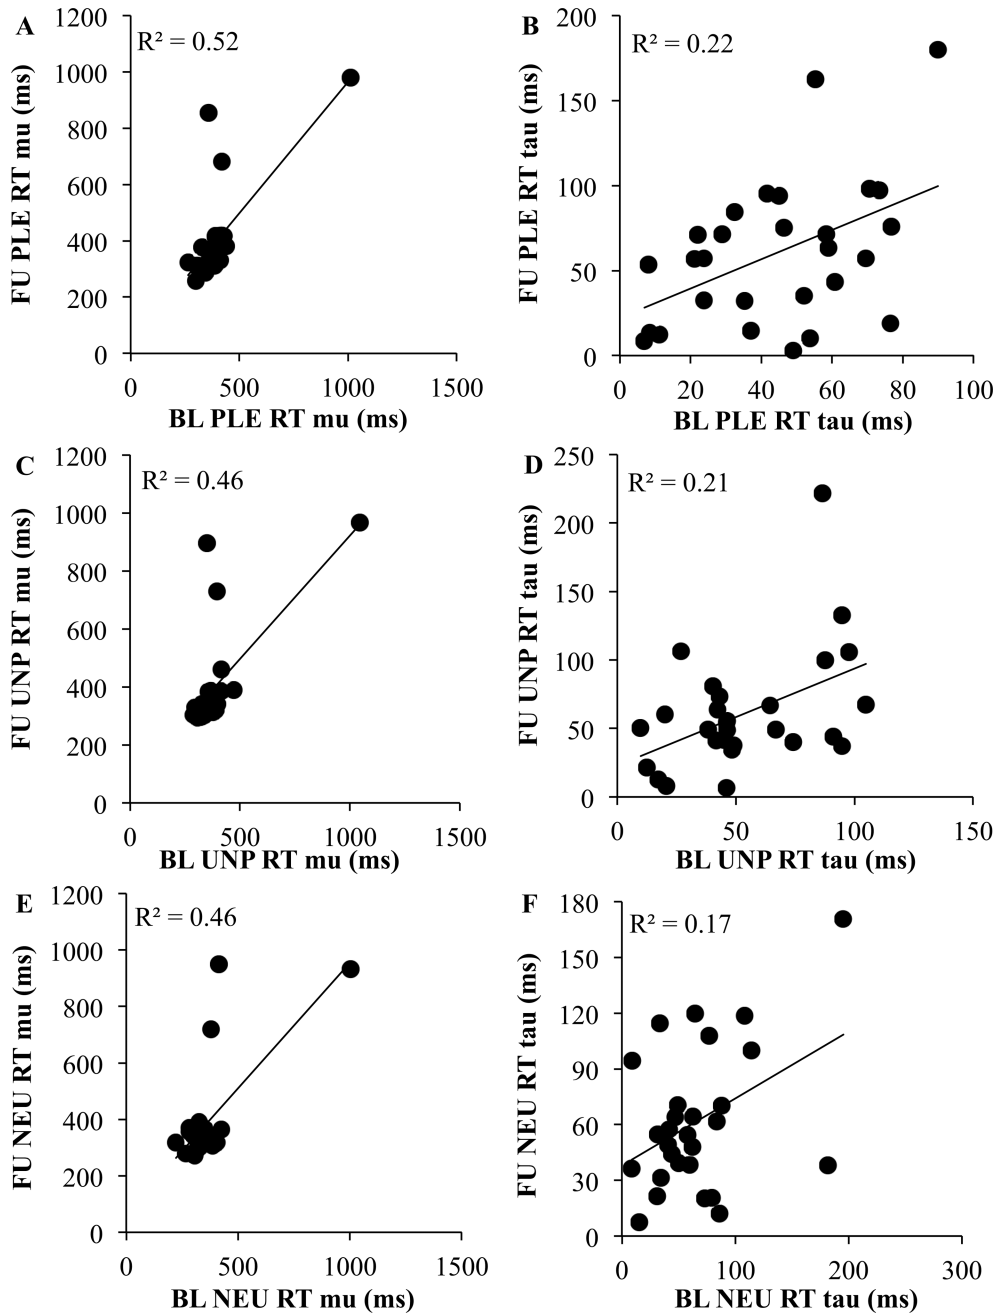 A
R² = 0.52
FU PLE RT mu (ms)
1200
1000
800
600
400
200
0
0 500 1000 1500
BL PLE RT mu (ms)
B
R² = 0.22
FU PLE RT tau (ms)
200
150
100
50
0
0 20 40 60 80 100
BL PLE RT tau (ms)
C
R² = 0.46
FU UNP RT mu (ms)
1200
1000
800
600
400
200
0
0 500 1000 1500
BL UNP RT mu (ms)
D
R² = 0.21
FU UNP RT tau (ms)
250
200
150
100
50
0
0 50 100 150
BL UNP RT tau (ms)
E
R² = 0.46
FU NEU RT mu (ms)
1200
1000
800
600
400
200
0
0 500 1000 1500
BL NEU RT mu (ms)
F
R² = 0.17
FU NEU RT tau (ms)
180
150
120
90
60
30
0
0 100 200 300
BL NEU RT tau (ms)